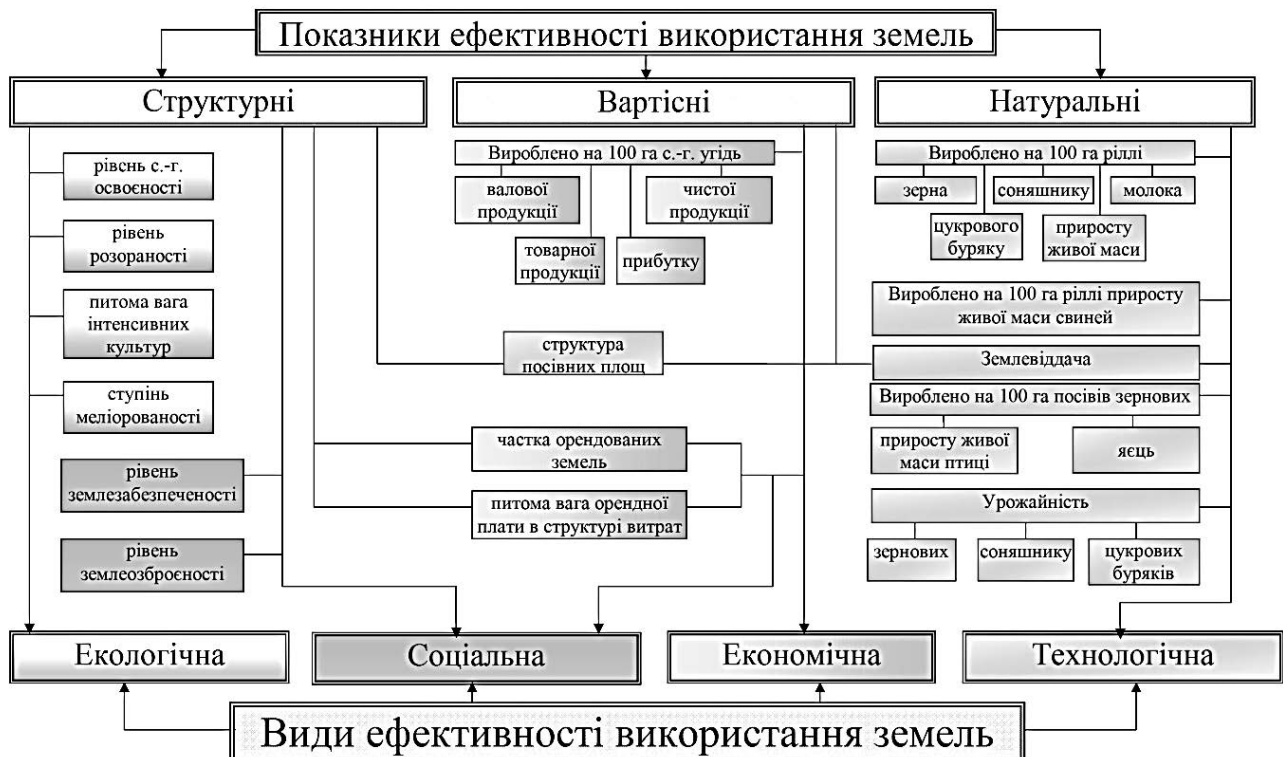 Показники ефективності використання земель
Структурні
Вартісні
Натуральні
рівень с.-г.
освоєності
рівень
розораності
питома вага
інтенсивних
культур
ступінь
меліорованості
рівень
землезабезпеченості
рівень
землеозброєності
Вироблено на 100 га с.-г. угідь
валової
продукції
чистої
продукції
товарної
продукції
прибутку
структура
посівних площ
частка орендованих
земель
питома вага орендної
плати в структурі витрат
Вироблено на 100 га ріллі
зерна
соняшнику
молока
цукрового
буряку
приросту
живої маси
Вироблено на 100 га ріллі приросту
живої маси свиней
Землевіддача
Вироблено на 100 га посівів зернових
приросту живої
маси птиці
яєць
Урожайність
зернових
соняшнику
цукрових
буряків
Екологічна
Соціальна
Економічна
Технологічна
Види ефективності використання земель